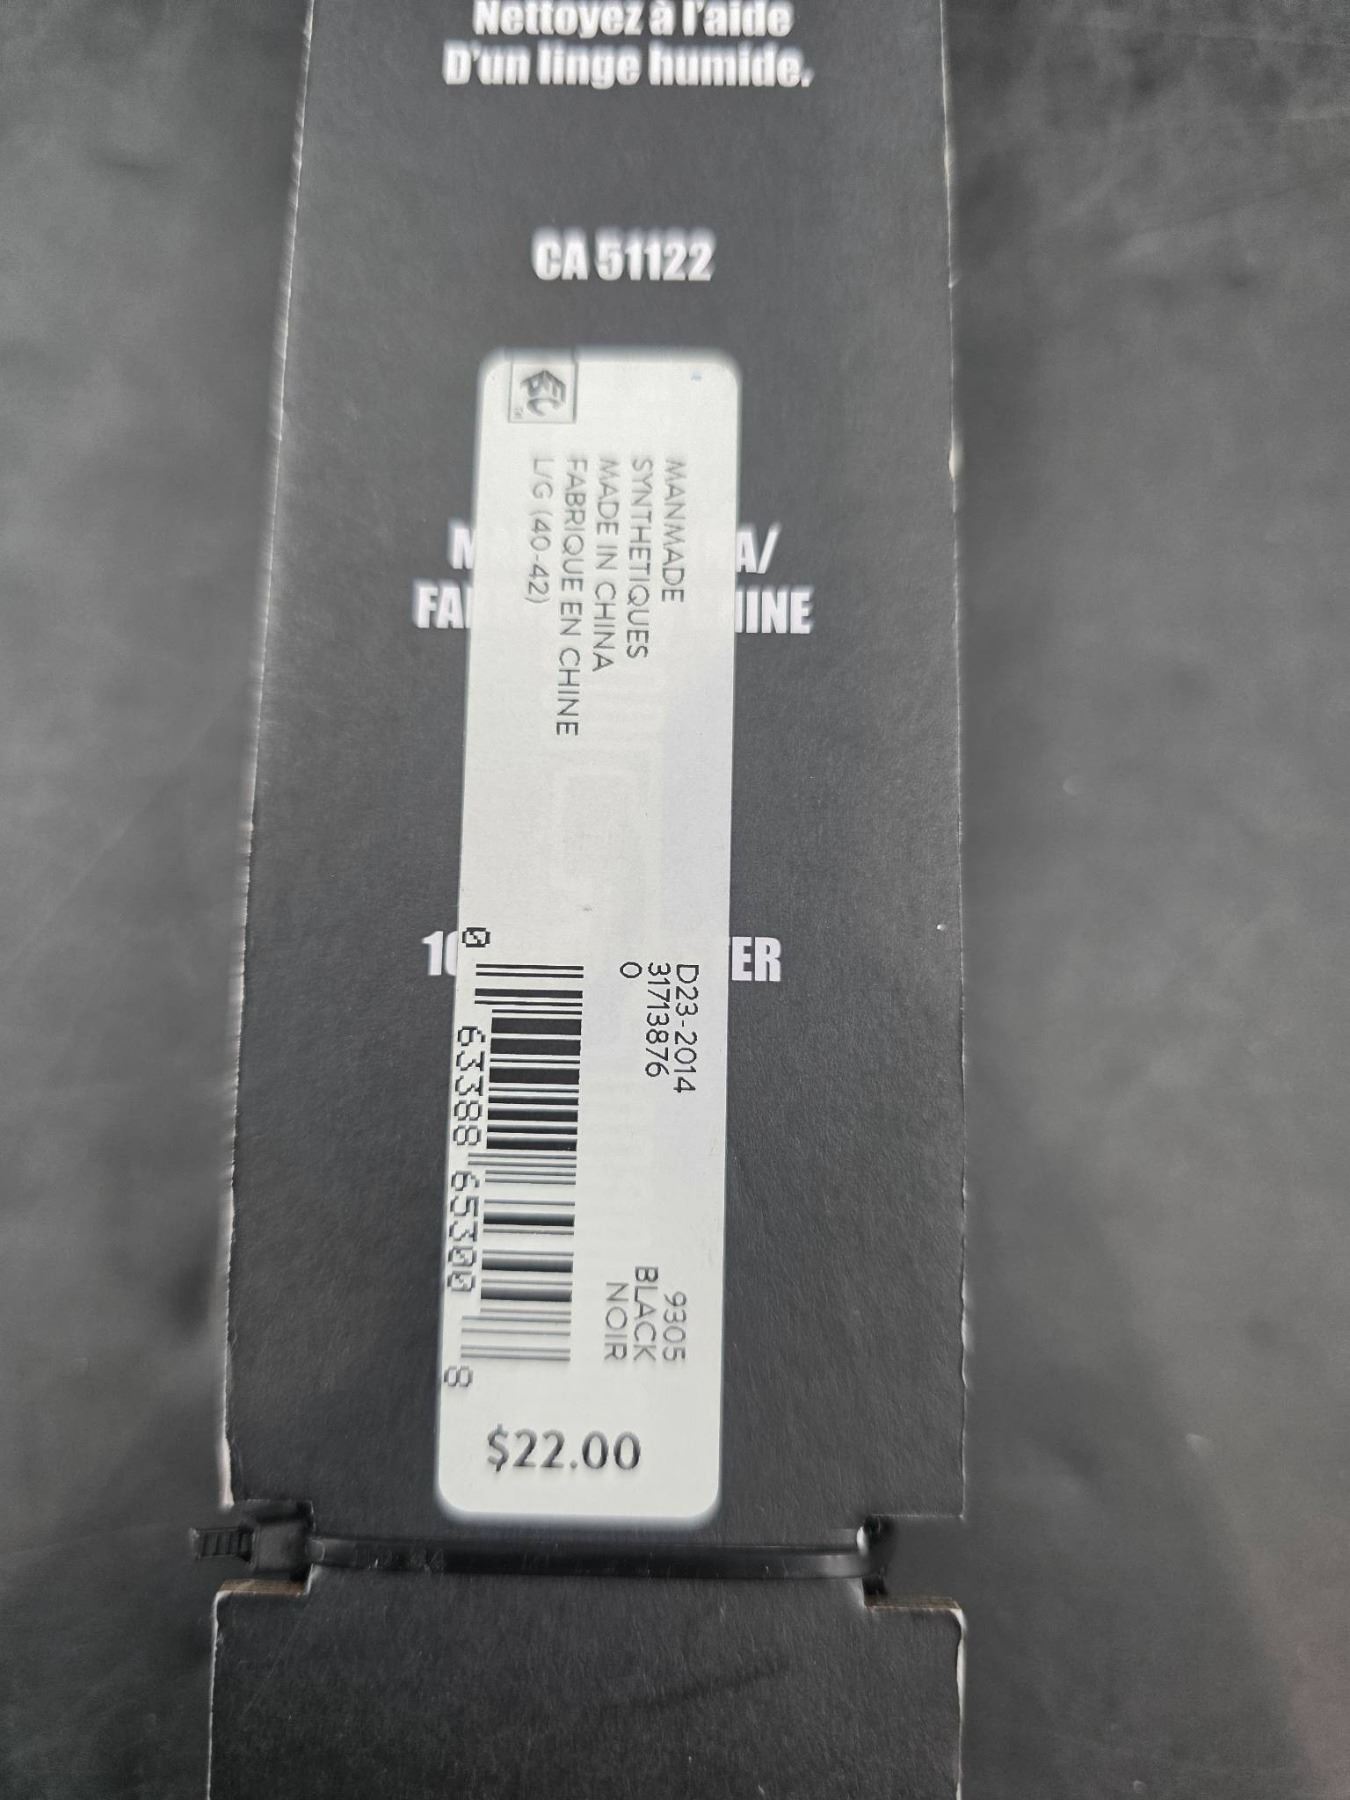 Nettoyez à l'aide
D'un linge humide.
CA 51122
MANMADE
SYNTHETIQUES
MADE IN CHINA
FABRIQUE EN CHINE
L/G (40-42)
D23-2014
31713876
0
9305
BLACK
NOIR
0 63388 65300 8
$22.00